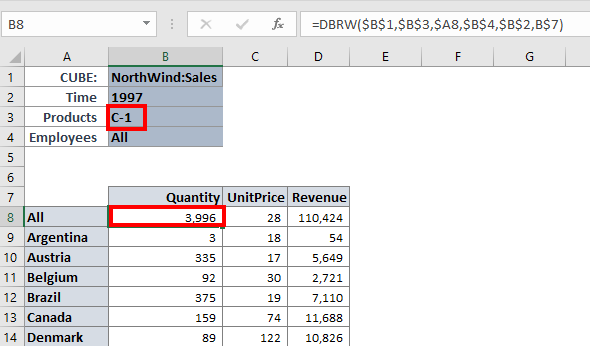 B8 fx =DBRW($B$1,$B$3,$A8,$B$4,$B$2,B$7)
A B C D E F G
1 CUBE: NorthWind:Sales
2 Time 1997
3 Products C-1
4 Employees All
5
6
7 Quantity UnitPrice Revenue
8 All 3,996 28 110,424
9 Argentina 3 18 54
10 Austria 335 17 5,649
11 Belgium 92 30 2,721
12 Brazil 375 19 7,110
13 Canada 159 74 11,688
14 Denmark 89 122 10,826